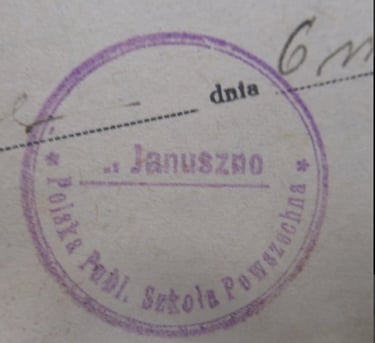 dnia 6
Januszno
* Polska Publ. Szkoła Powszechna *